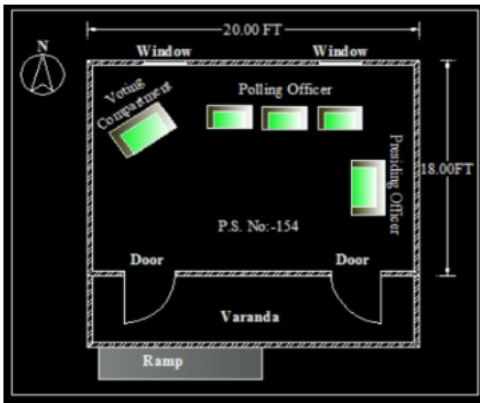 20.00 FT
N
Window
Window
Voting
Compartment
Polling Officer
Presiding Officer
18.00FT
P.S. No:-154
Door
Door
Varanda
Ramp